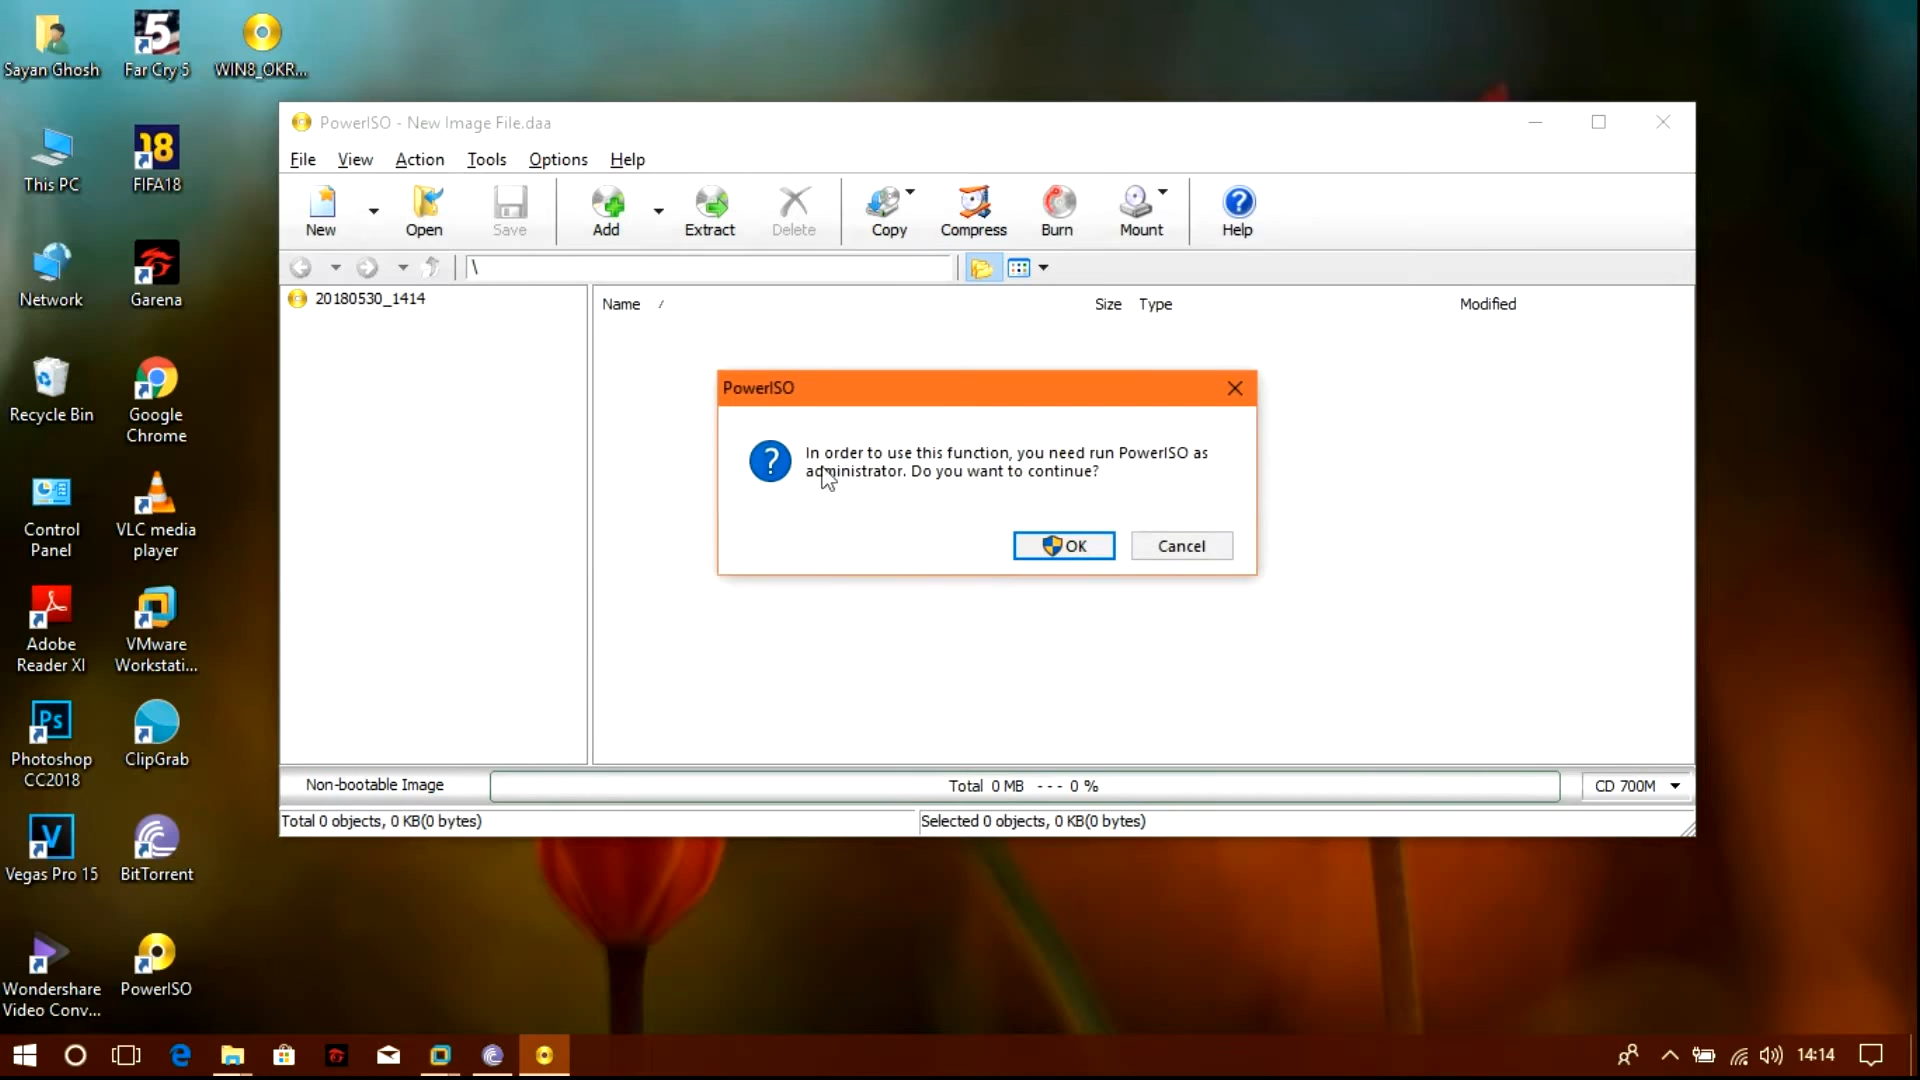 Sayan Ghosh
Far Cry 5
WIN8_OKR...
This PC
FIFA18
Network
Garena
Recycle Bin
Google
Chrome
Control
Panel
VLC media
player
Adobe
Reader XI
VMware
Workstati...
Photoshop
CC2018
ClipGrab
Vegas Pro 15
BitTorrent
Wondershare
Video Conv...
PowerISO
PowerISO - New Image File.daa
File View Action Tools Options Help
New Open Save Add Extract Delete Copy Compress Burn Mount Help
\
20180530_1414
Name / Size Type Modified
PowerISO
In order to use this function, you need run PowerISO as
administrator. Do you want to continue?
OK Cancel
Non-bootable Image Total 0 MB --- 0 % CD 700M
Total 0 objects, 0 KB(0 bytes) Selected 0 objects, 0 KB(0 bytes)
14:14